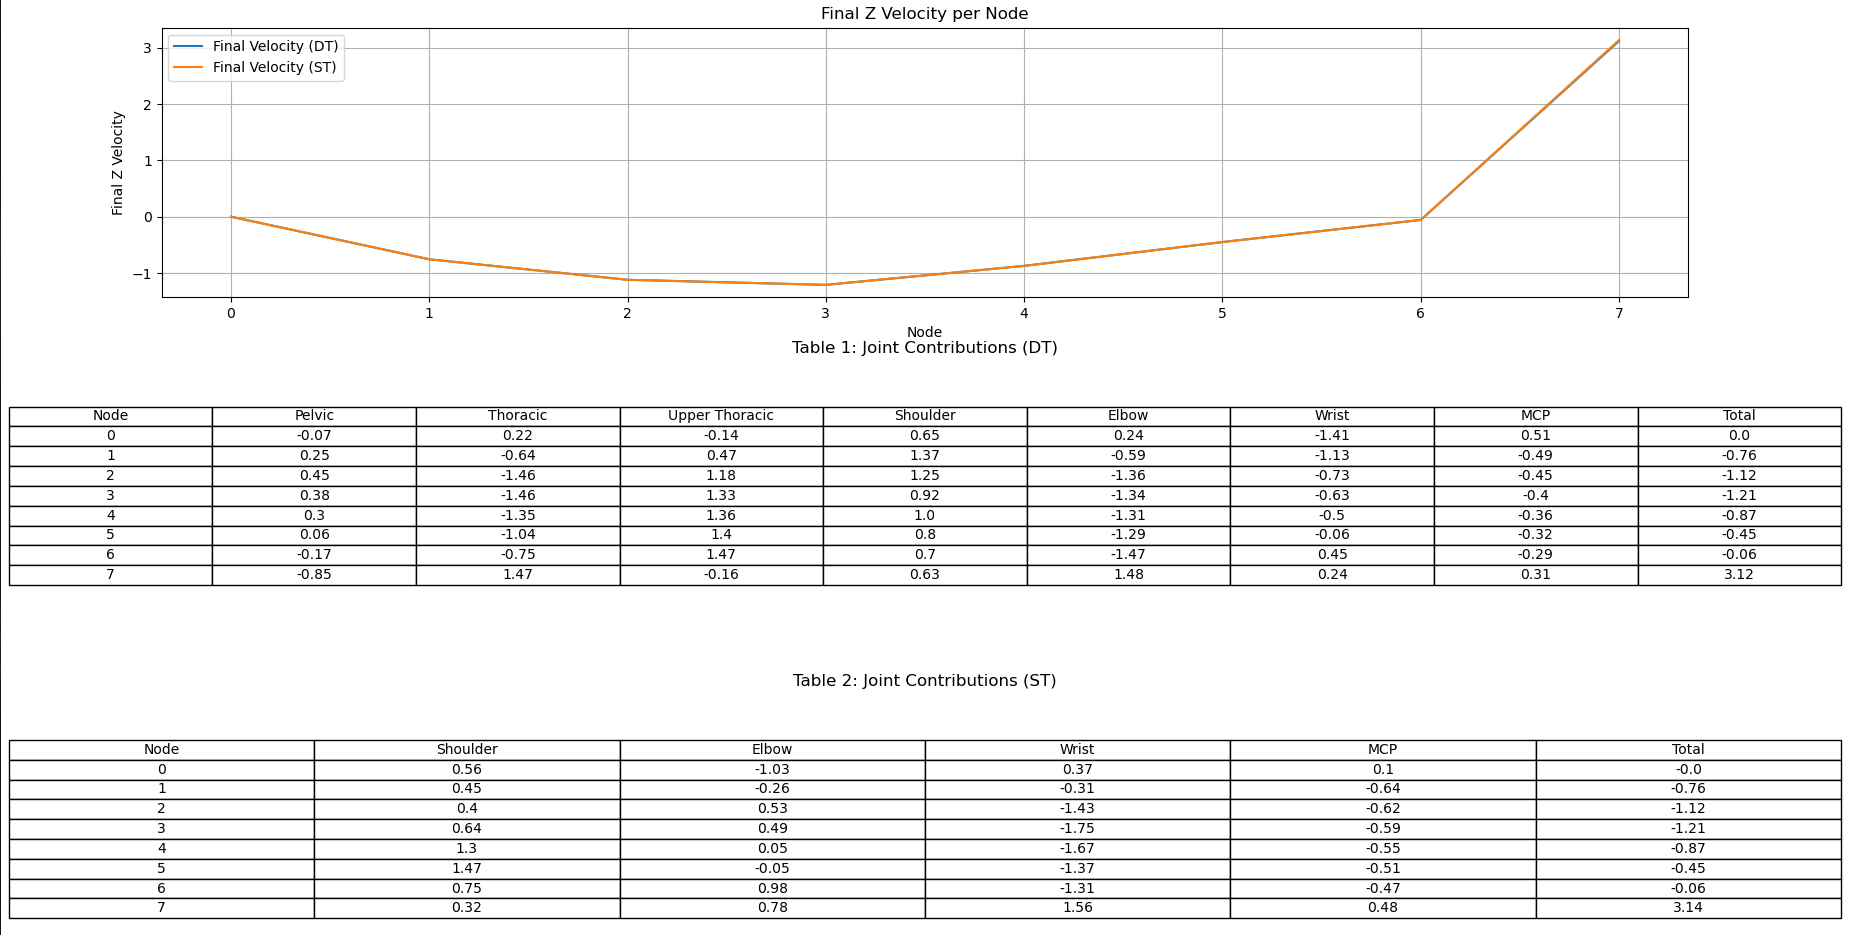 Final Z Velocity per Node
Final Velocity (DT)
Final Velocity (ST)
Final Z Velocity
3
2
1
0
−1
0 1 2 3 4 5 6 7
Node
Table 1: Joint Contributions (DT)
Node Pelvic Thoracic Upper Thoracic Shoulder Elbow Wrist MCP Total
0 -0.07 0.22 -0.14 0.65 0.24 -1.41 0.51 0.0
1 0.25 -0.64 0.47 1.37 -0.59 -1.13 -0.49 -0.76
2 0.45 -1.46 1.18 1.25 -1.36 -0.73 -0.45 -1.12
3 0.38 -1.46 1.33 0.92 -1.34 -0.63 -0.4 -1.21
4 0.3 -1.35 1.36 1.0 -1.31 -0.5 -0.36 -0.87
5 0.06 -1.04 1.4 0.8 -1.29 -0.06 -0.32 -0.45
6 -0.17 -0.75 1.47 0.7 -1.47 0.45 -0.29 -0.06
7 -0.85 1.47 -0.16 0.63 1.48 0.24 0.31 3.12
Table 2: Joint Contributions (ST)
Node Shoulder Elbow Wrist MCP Total
0 0.56 -1.03 0.37 0.1 -0.0
1 0.45 -0.26 -0.31 -0.64 -0.76
2 0.4 0.53 -1.43 -0.62 -1.12
3 0.64 0.49 -1.75 -0.59 -1.21
4 1.3 0.05 -1.67 -0.55 -0.87
5 1.47 -0.05 -1.37 -0.51 -0.45
6 0.75 0.98 -1.31 -0.47 -0.06
7 0.32 0.78 1.56 0.48 3.14